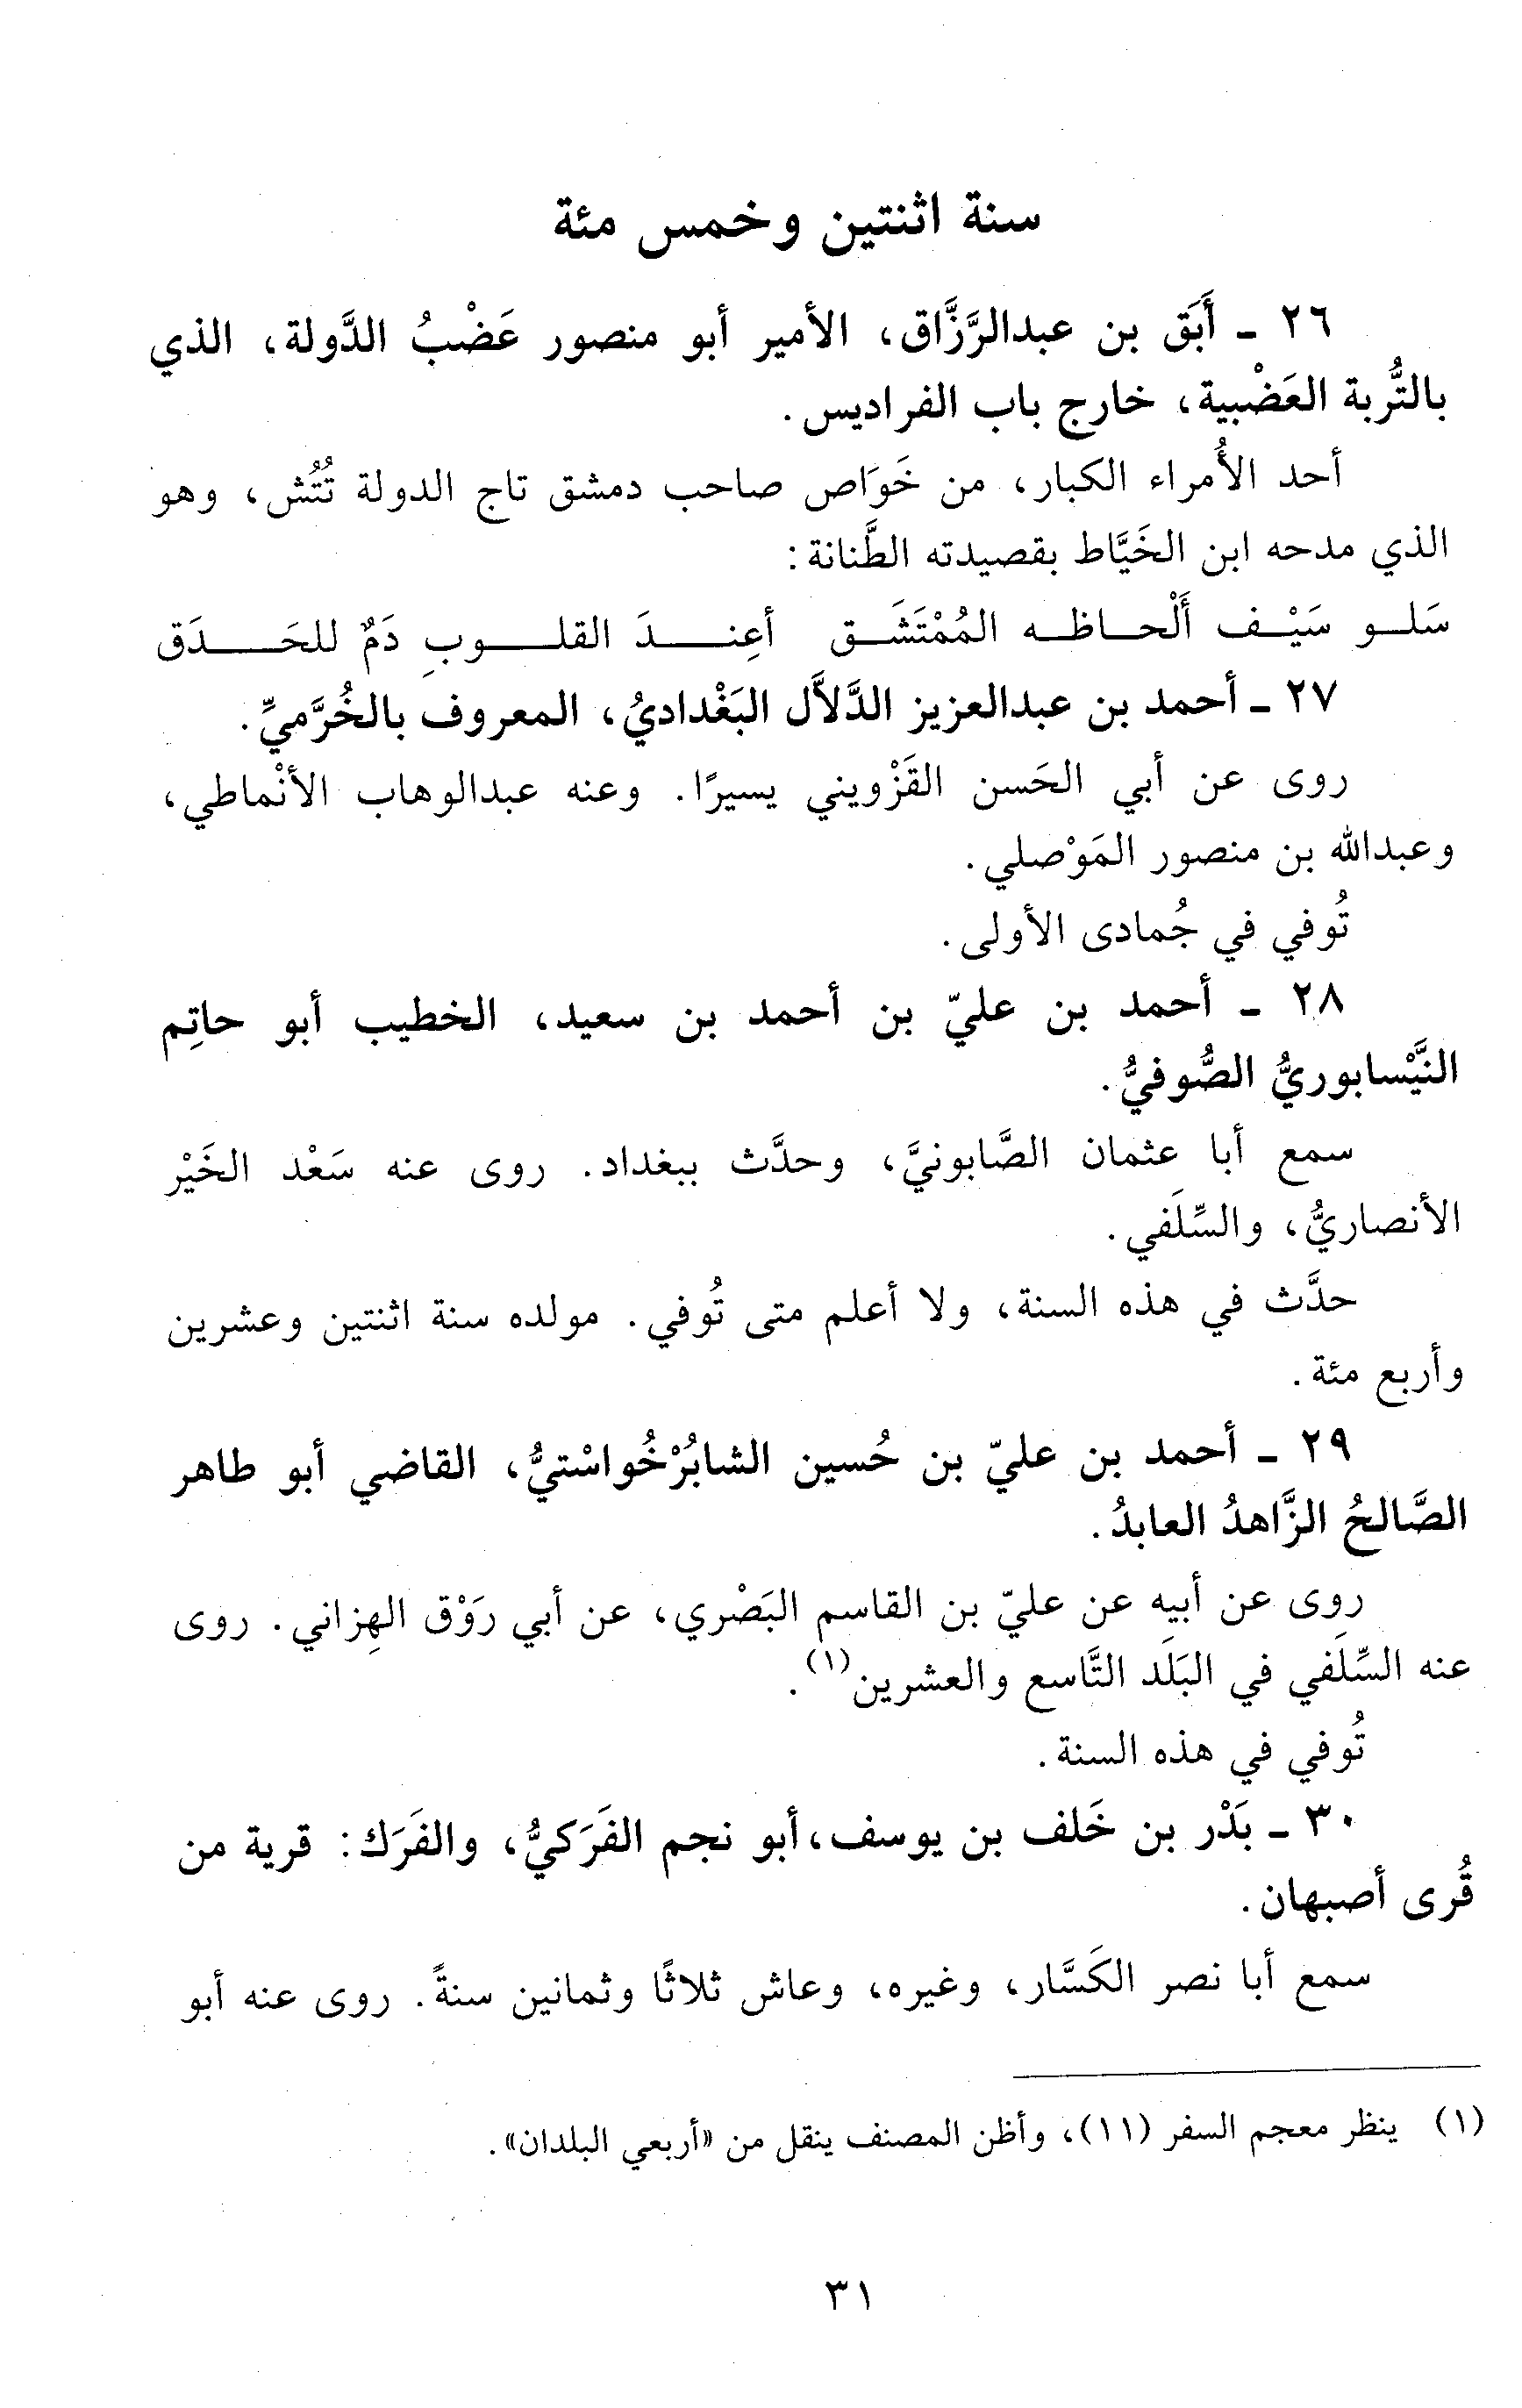 سنة اثنتين وخمس مئة
٢٦ ـ أَبَق بن عبدالرَّزَّاق، الأمير أبو منصور عَضْبُ الدَّولة، الذي
بالتُّربة العَضْبية، خارج باب الفراديس.
أحد الأُمراء الكبار، من خَوَاص صاحب دمشق تاج الدولة تُتُش، وهو
الذي مدحه ابن الخَيَّاط بقصيدته الطَّنانة:
سَلو سَيْف أَلْحاظه المُمْتَشَق أعِندَ القلوبِ دَمٌ للحَدَق
٢٧ ـ أحمد بن عبدالعزيز الدَّلاَّل البَغْداديُ، المعروف بالخُرَّميِّ.
روى عن أبي الحَسن القَزْويني يسيرًا. وعنه عبدالوهاب الأنْماطي،
وعبدالله بن منصور المَوْصلي.
تُوفي في جُمادى الأولى.
٢٨ ـ أحمد بن عليّ بن أحمد بن سعيد، الخطيب أبو حاتِم
النَّيْسابوريُّ الصُّوفيُّ.
سمع أبا عثمان الصَّابونيَّ، وحدَّث ببغداد. روى عنه سَعْد الخَيْر
الأنصاريُّ، والسِّلَفي.
حدَّث في هذه السنة، ولا أعلم متى تُوفي. مولده سنة اثنتين وعشرين
وأربع مئة.
٢٩ ـ أحمد بن عليّ بن حُسين الشابُرْخُواسْتيُّ، القاضي أبو طاهر
الصَّالحُ الزَّاهدُ العابدُ.
روى عن أبيه عن عليّ بن القاسم البَصْري، عن أبي رَوْق الهِزاني. روى
عنه السِّلَفي في البَلَد التَّاسع والعشرين(١).
تُوفي في هذه السنة.
٣٠ ـ بَدْر بن خَلف بن يوسف، أبو نجم الفَرَكيُّ، والفَرَك: قرية من
قُرى أصبهان.
سمع أبا نصر الكَسَّار، وغيره، وعاش ثلاثًا وثمانين سنةً. روى عنه أبو
(١) ينظر معجم السفر (١١)، وأظن المصنف ينقل من «أربعي البلدان».
٣١